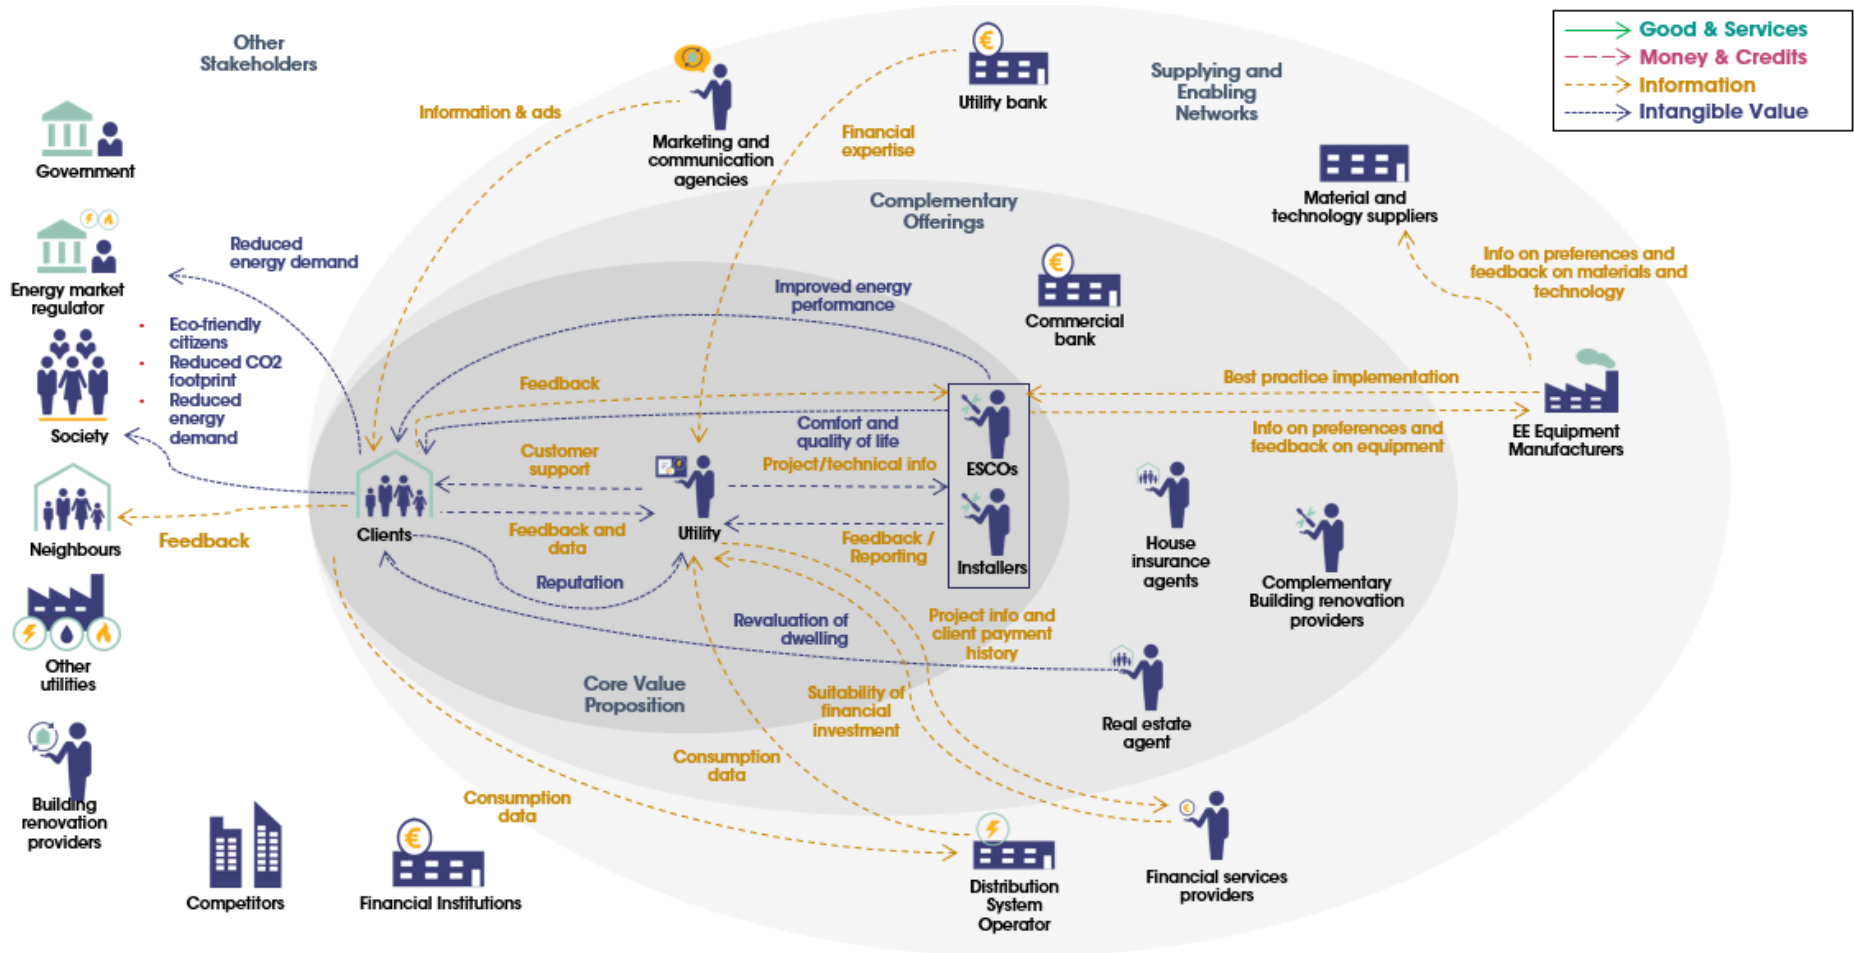 Other
Stakeholders
Government
Energy market
regulator
Society
Neighbours
Other
utilities
Building
renovation
providers
Competitors
Financial Institutions
Reduced
energy demand
Eco-friendly
citizens
Reduced CO2
footprint
Reduced
energy
demand
Feedback
Information & ads
Marketing and
communication
agencies
Utility bank
Financial
expertise
Supplying and
Enabling
Networks
Good & Services
Money & Credits
Information
Intangible Value
Material and
technology suppliers
Info on preferences and
feedback on materials and
technology
Complementary
Offerings
Commercial
bank
Improved energy
performance
Feedback
Comfort and
quality of life
Customer
support
Project/technical info
ESCOs
Installers
Best practice implementation
Info on preferences and
feedback on equipment
EE Equipment
Manufacturers
Clients
Utility
Feedback and
data
Feedback /
Reporting
Reputation
House
insurance
agents
Complementary
Building renovation
providers
Revaluation of
dwelling
Project info and
client payment
history
Core Value
Proposition
Suitability of
financial
investment
Real estate
agent
Consumption
data
Consumption
data
Distribution
System
Operator
Financial services
providers